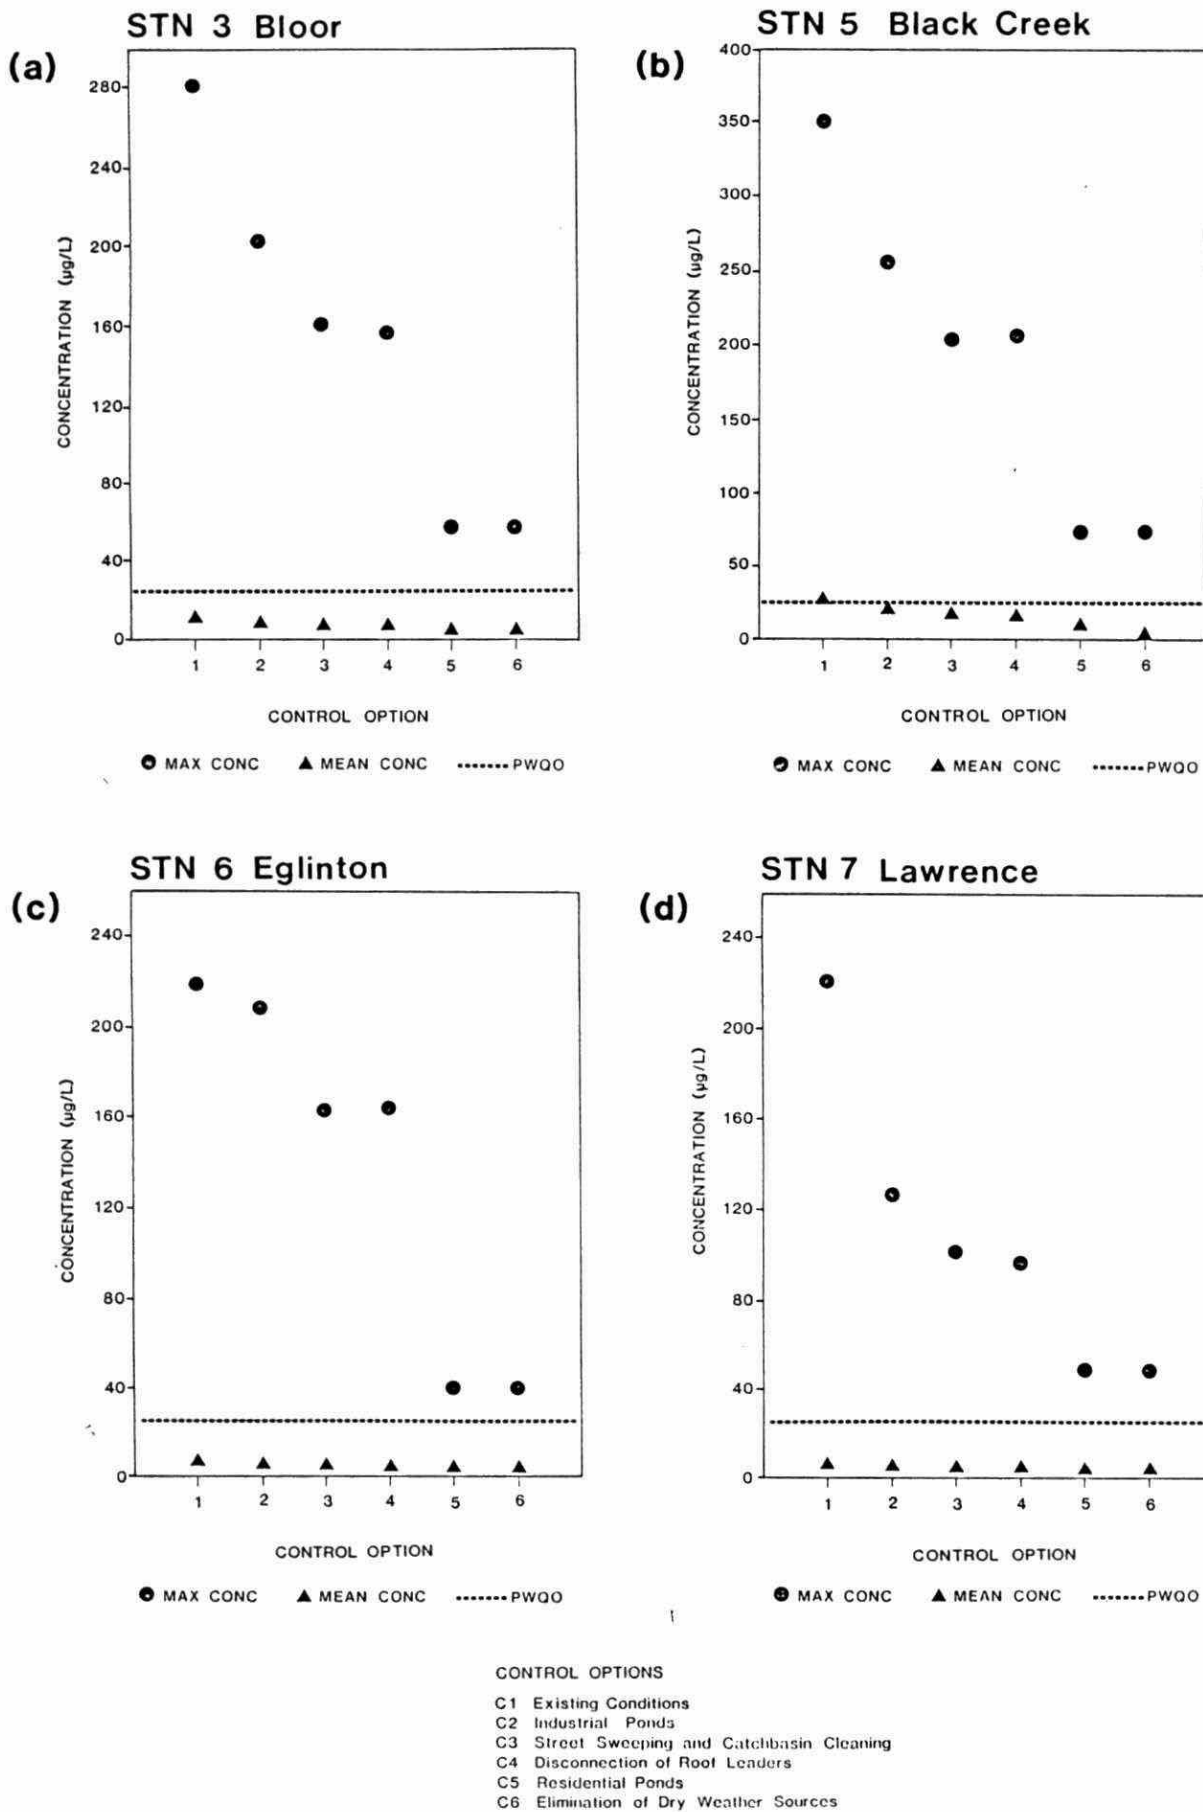 STN 3 Bloor
(a)
280
240
200
160
120
80
40
0
CONCENTRATION (µg/L)
1 2 3 4 5 6
CONTROL OPTION
MAX CONC MEAN CONC PWQO
STN 5 Black Creek
(b)
400
350
300
250
200
150
100
50
0
CONCENTRATION (µg/L)
1 2 3 4 5 6
CONTROL OPTION
MAX CONC MEAN CONC PWQO
STN 6 Eglinton
(c)
240
200
160
120
80
40
0
CONCENTRATION (µg/L)
1 2 3 4 5 6
CONTROL OPTION
MAX CONC MEAN CONC PWQO
STN 7 Lawrence
(d)
240
200
160
120
80
40
0
CONCENTRATION (µg/L)
1 2 3 4 5 6
CONTROL OPTION
MAX CONC MEAN CONC PWQO
CONTROL OPTIONS
C1 Existing Conditions
C2 Industrial Ponds
C3 Street Sweeping and Catchbasin Cleaning
C4 Disconnection of Roof Leaders
C5 Residential Ponds
C6 Elimination of Dry Weather Sources